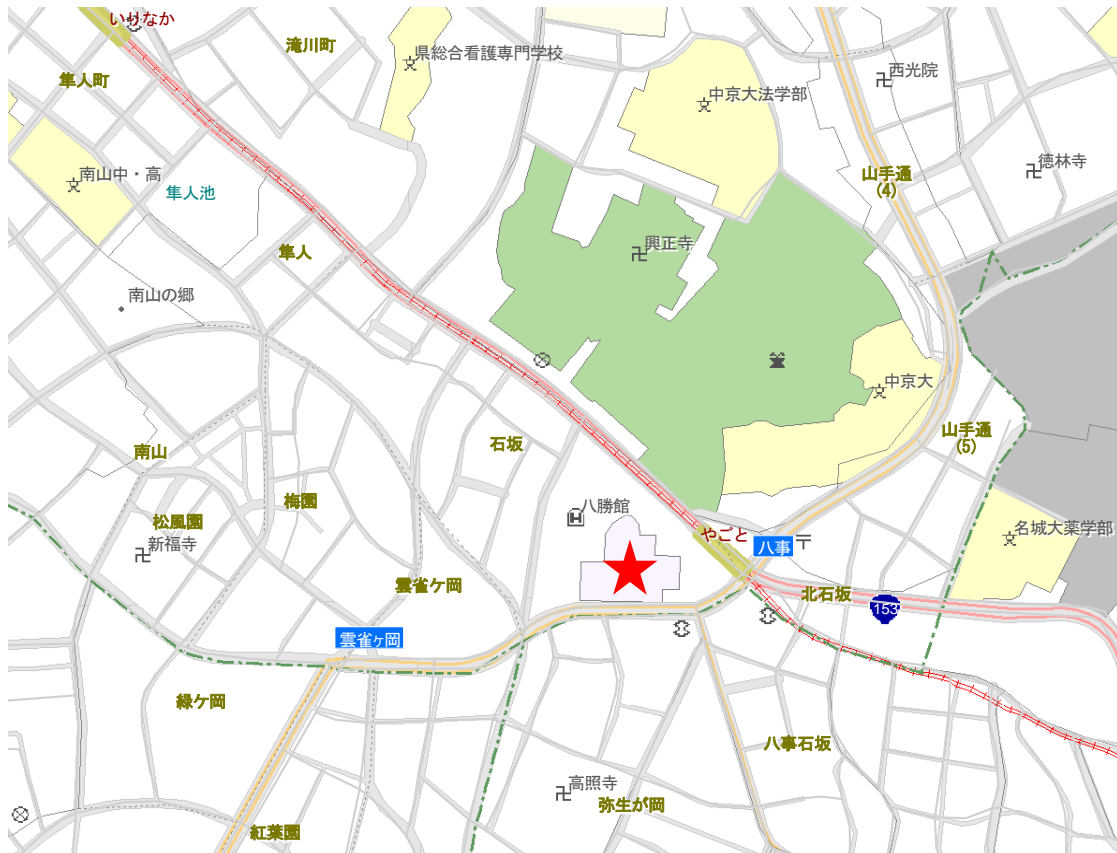 いりなか
滝川町
県総合看護専門学校
隼人町
中京大法学部
西光院
徳林寺
南山中・高
隼人池
山手通
(4)
隼人
興正寺
南山の郷
中京大
山手通
(5)
石坂
南山
梅園
八勝館
松風園
新福寺
やごと
八事
名城大薬学部
雲雀ケ岡
北石坂
153
雲雀ヶ岡
緑ケ岡
八事石坂
高照寺
弥生が岡
紅葉園